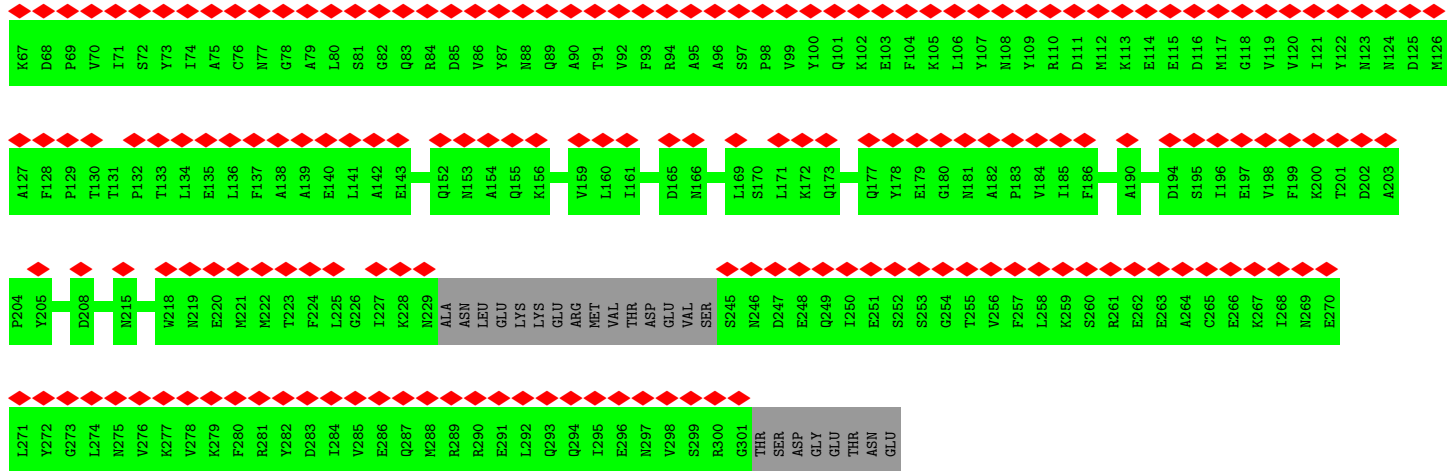 K67 D68 P69 V70 I71 S72 Y73 I74 A75 C76 N77 G78 A79 L80 S81 G82 Q83 R84 D85 V86 Y87 N88 Q89 A90 T91 V92 F93 R94 A95 A96 S97 P98 V99 Y100 Q101 K102 E103 F104 K105 L106 Y107 N108 Y109 R110 D111 M112 K113 E114 E115 D116 M117 G118 V119 V120 I121 Y122 N123 N124 D125 M126
A127 F128 P129 T130 T131 P132 T133 L134 E135 L136 F137 A138 A139 E140 L141 A142 E143 Q152 N153 A154 Q155 K156 V159 L160 I161 D165 N166 L169 S170 L171 K172 Q173 Q177 Y178 E179 G180 N181 A182 P183 V184 I185 F186 A190 D194 S195 I196 E197 V198 F199 K200 T201 D202 A203
P204 Y205 D208 N215 W218 N219 E220 M221 M222 T223 F224 L225 G226 I227 K228 N229 ALA ASN LEU GLU LYS LYS GLU ARG MET VAL THR ASP GLU VAL SER S245 N246 D247 E248 Q249 I250 E251 S252 S253 G254 T255 V256 F257 L258 K259 S260 R261 E262 E263 A264 C265 E266 K267 I268 N269 E270
L271 Y272 G273 L274 N275 V276 K277 V278 K279 F280 R281 Y282 D283 I284 V285 E286 Q287 M288 R289 R290 E291 L292 Q293 Q294 I295 E296 N297 V298 S299 R300 G301 THR SER ASP GLY GLU THR ASN GLU